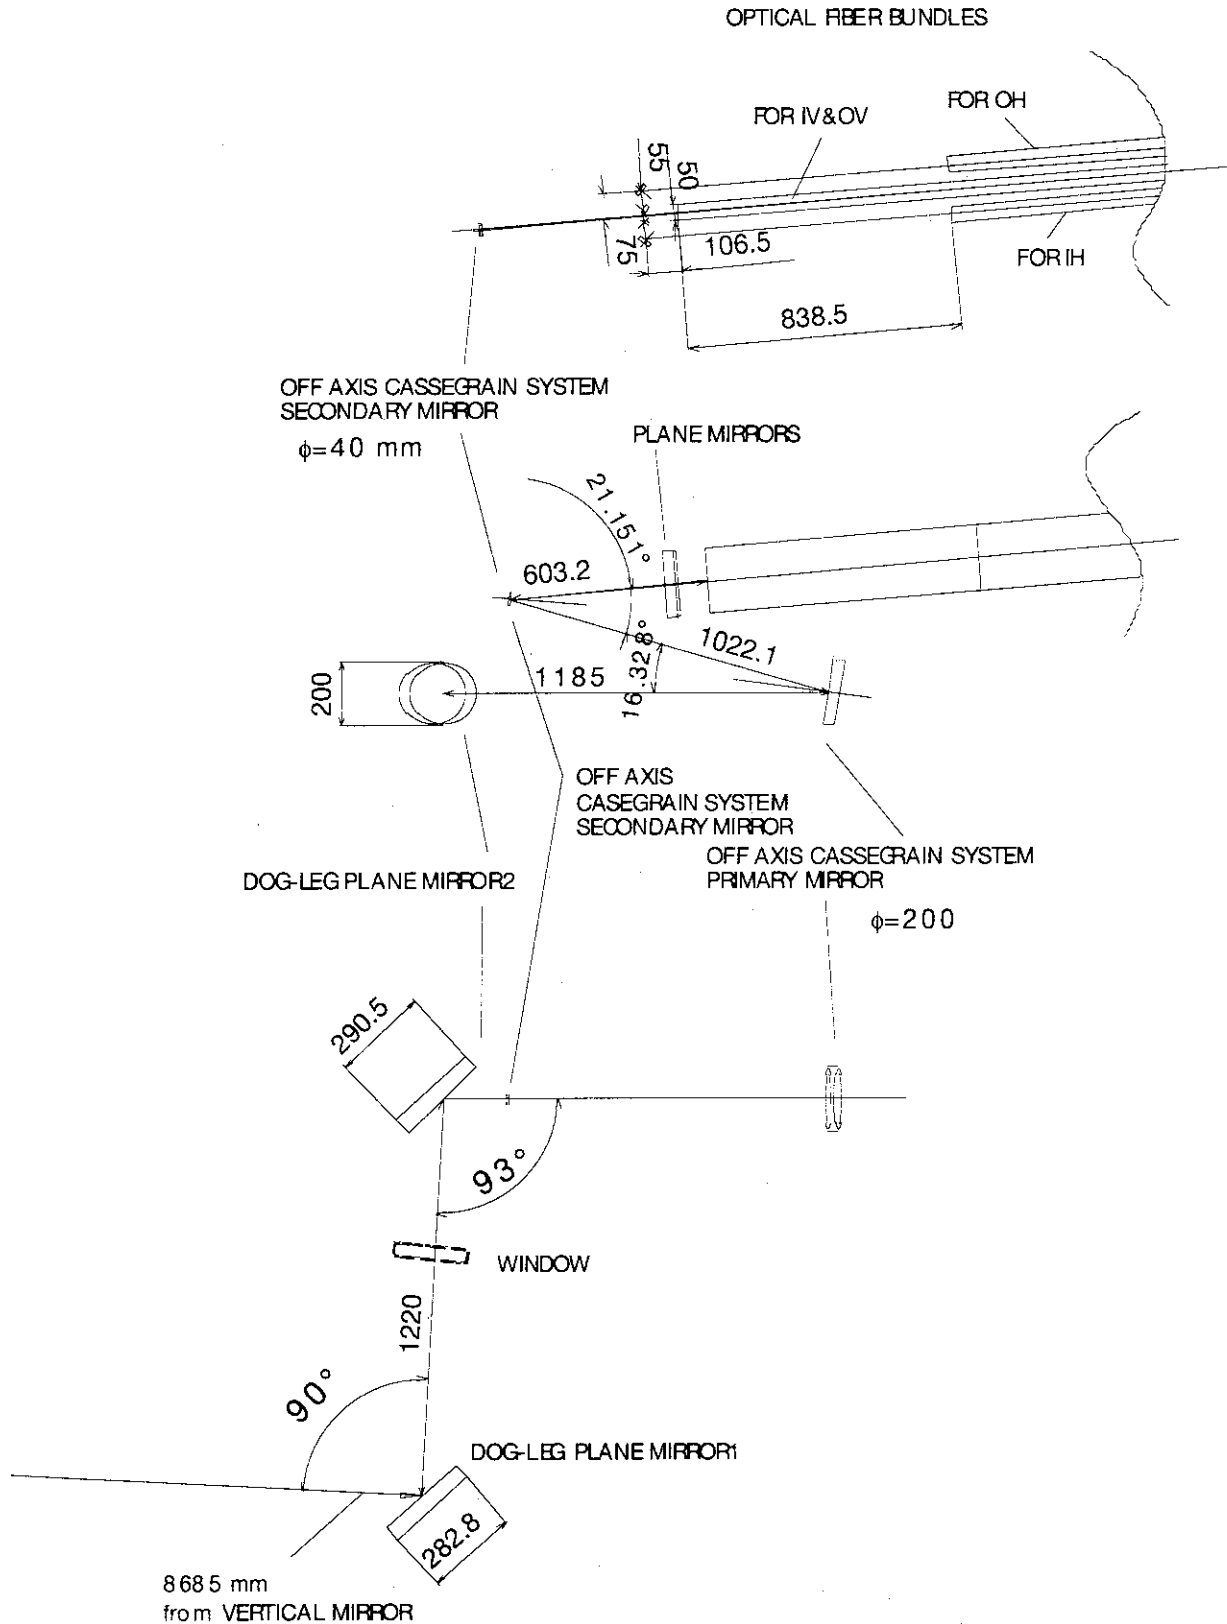 OPTICAL FIBER BUNDLES
FOR OH
FOR IV&OV
55
50
75
106.5
FOR IH
838.5
OFF AXIS CASSEGRAIN SYSTEM
SECONDARY MIRROR
ϕ=40 mm
PLANE MIRRORS
21.151°
603.2
1022.1
16.328°
1185
200
OFF AXIS
CASEGRAIN SYSTEM
SECONDARY MIRROR
OFF AXIS CASSEGRAIN SYSTEM
PRIMARY MIRROR
ϕ=200
DOG-LEG PLANE MIRROR2
290.5
93°
WINDOW
1220
90°
DOG-LEG PLANE MIRROR1
282.8
8685 mm
from VERTICAL MIRROR